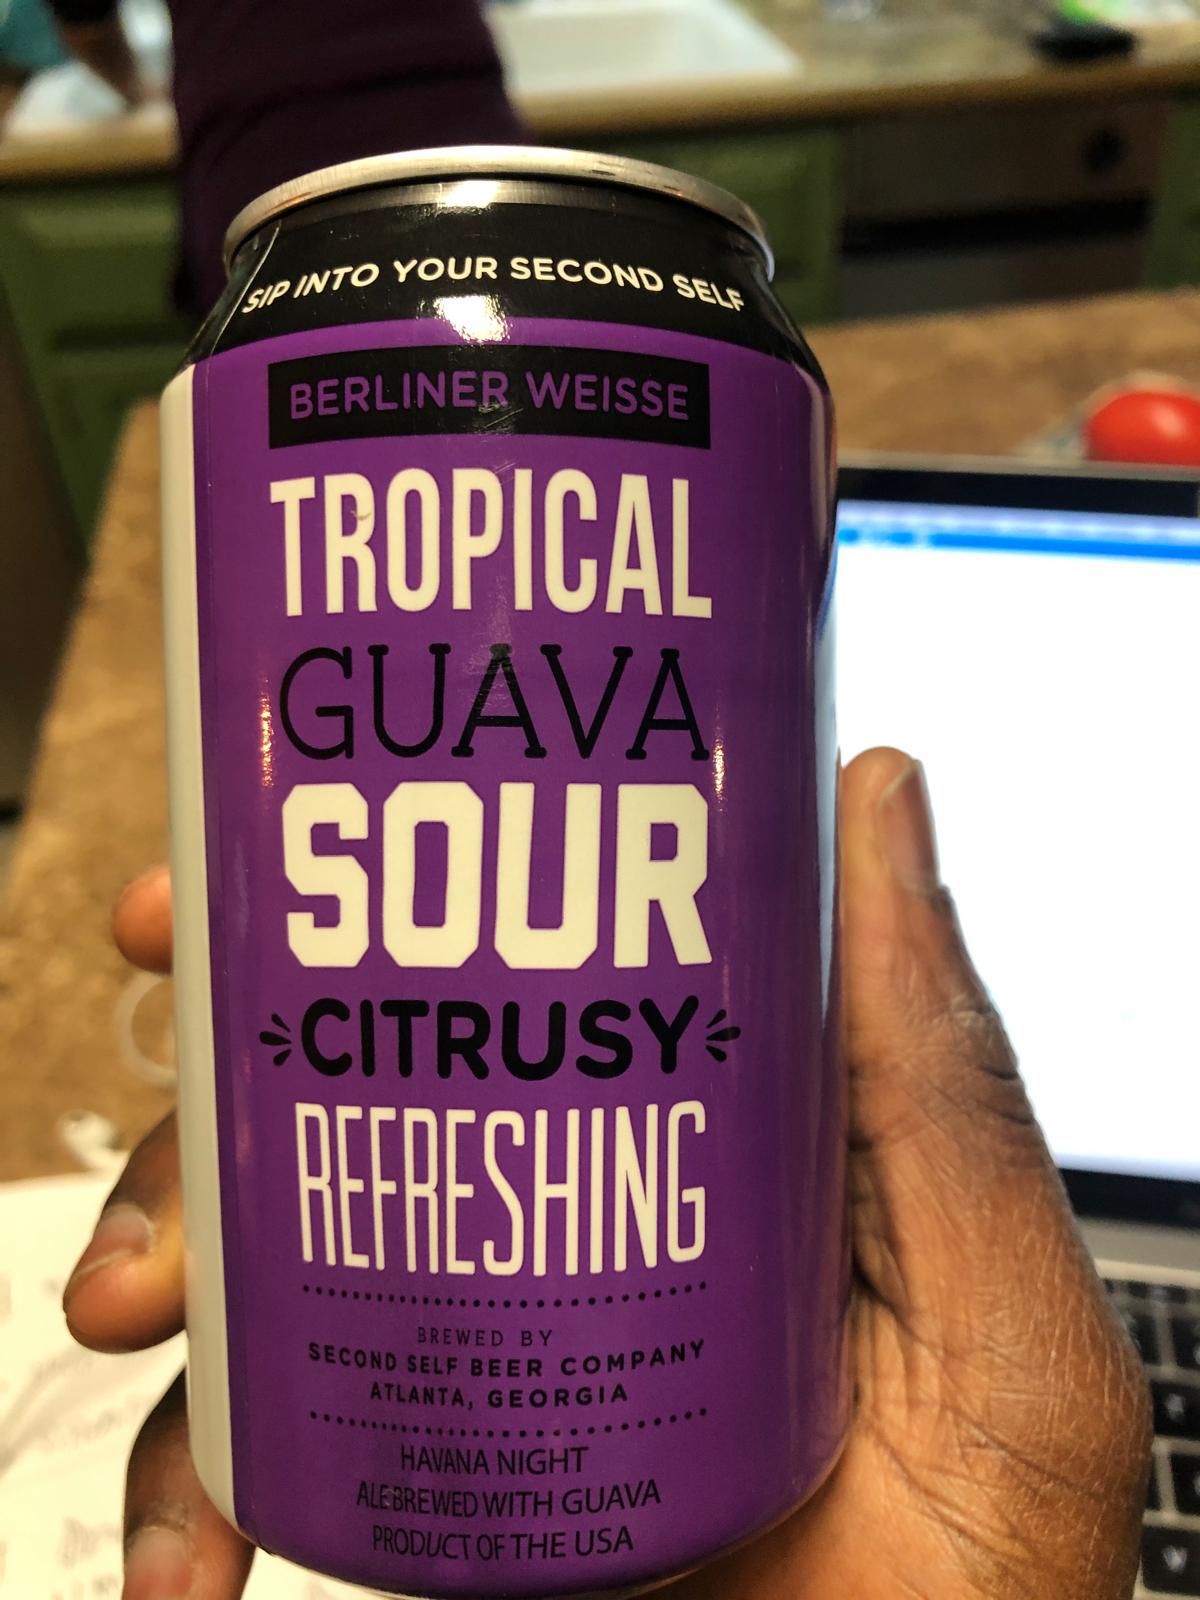 SIP INTO YOUR SECOND SELF
BERLINER WEISSE
TROPICAL
GUAVA
SOUR
CITRUSY
REFRESHING
BREWED BY
SECOND SELF BEER COMPANY
ATLANTA, GEORGIA
HAVANA NIGHT
ALE BREWED WITH GUAVA
PRODUCT OF THE USA